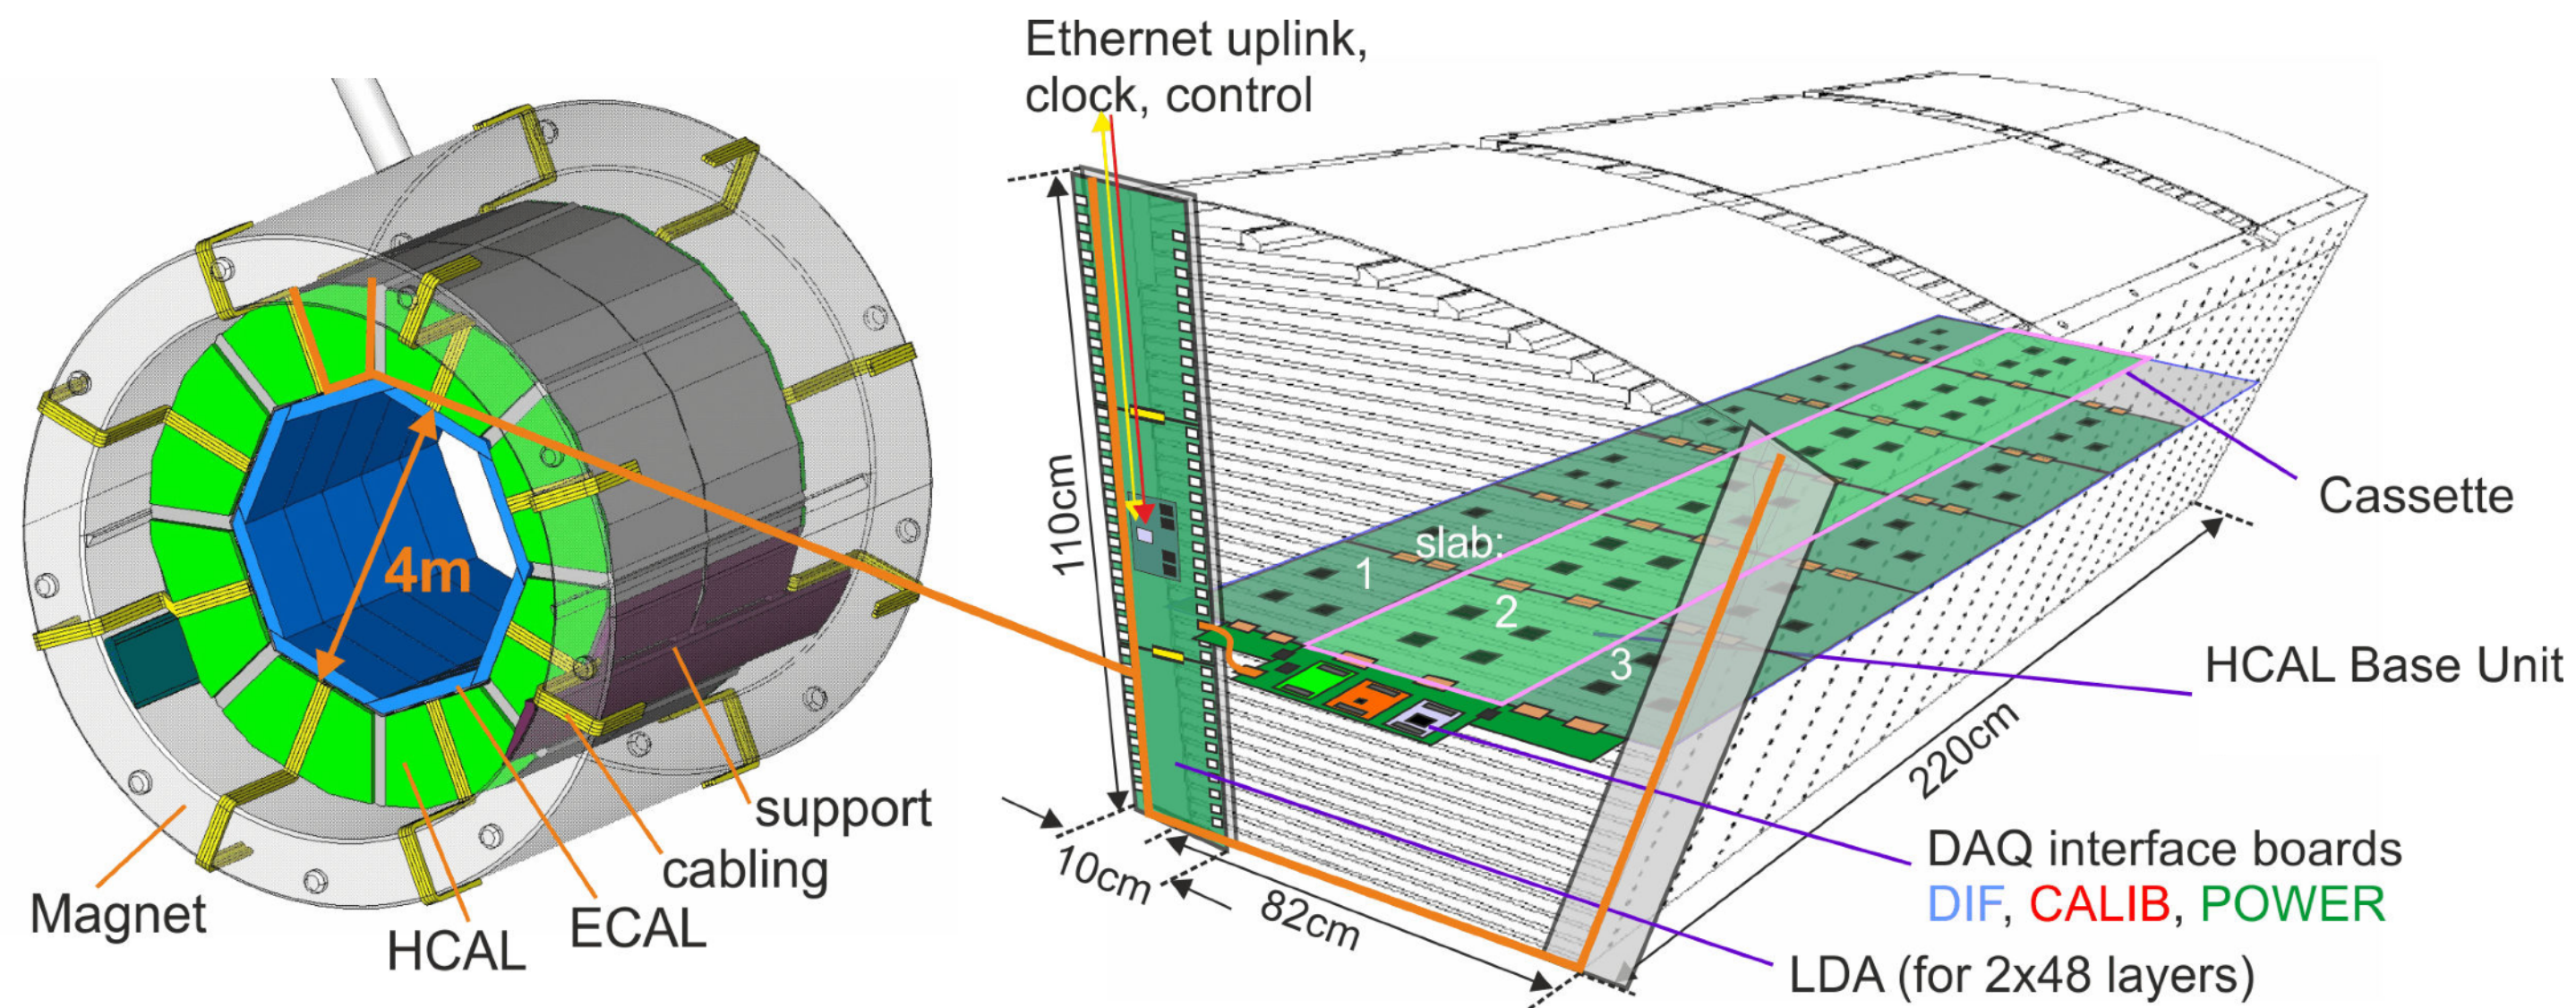 Ethernet uplink,
clock, control
4m
support
cabling
Magnet
HCAL
ECAL
110cm
slab:
1
2
3
Cassette
HCAL Base Unit
220cm
10cm
82cm
DAQ interface boards
DIF, CALIB, POWER
LDA (for 2x48 layers)